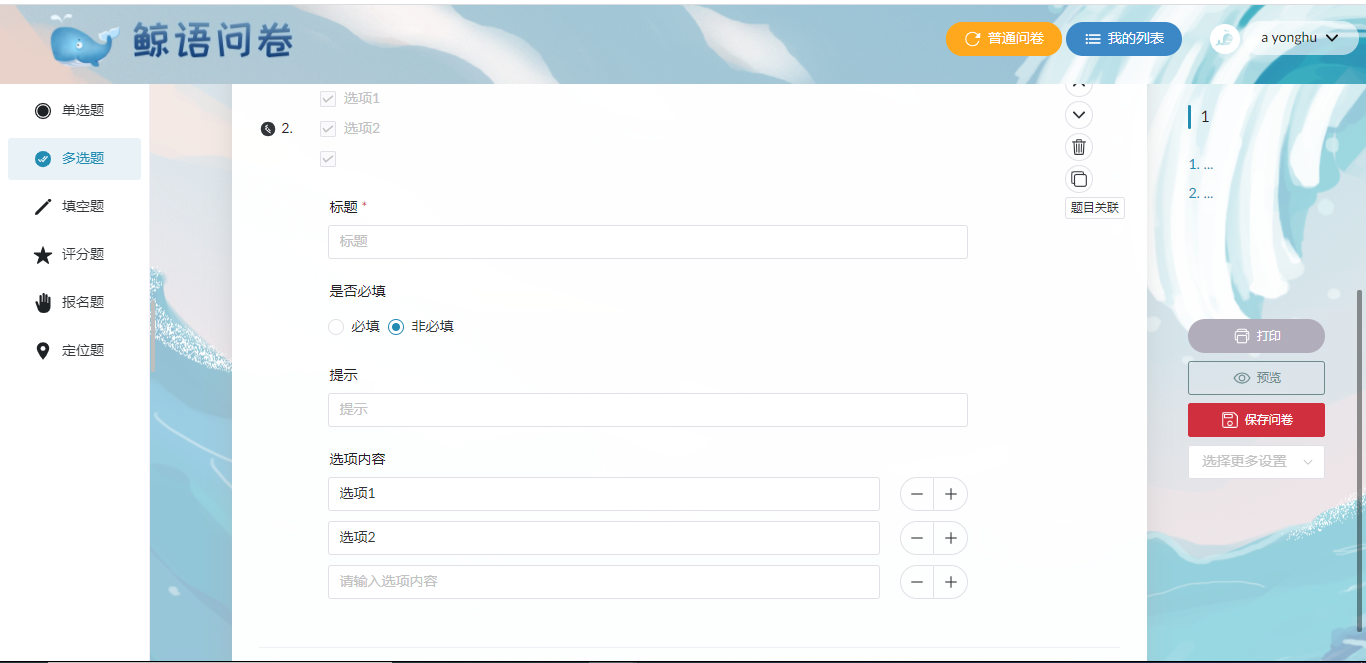 鲸语问卷
普通问卷
我的列表
a yonghu
单选题
多选题
填空题
评分题
报名题
定位题
选项1
2.
选项2
题目关联
标题 *
标题
是否必填
必填 非必填
提示
提示
选项内容
选项1
选项2
请输入选项内容
1
1. ...
2. ...
打印
预览
保存问卷
选择更多设置